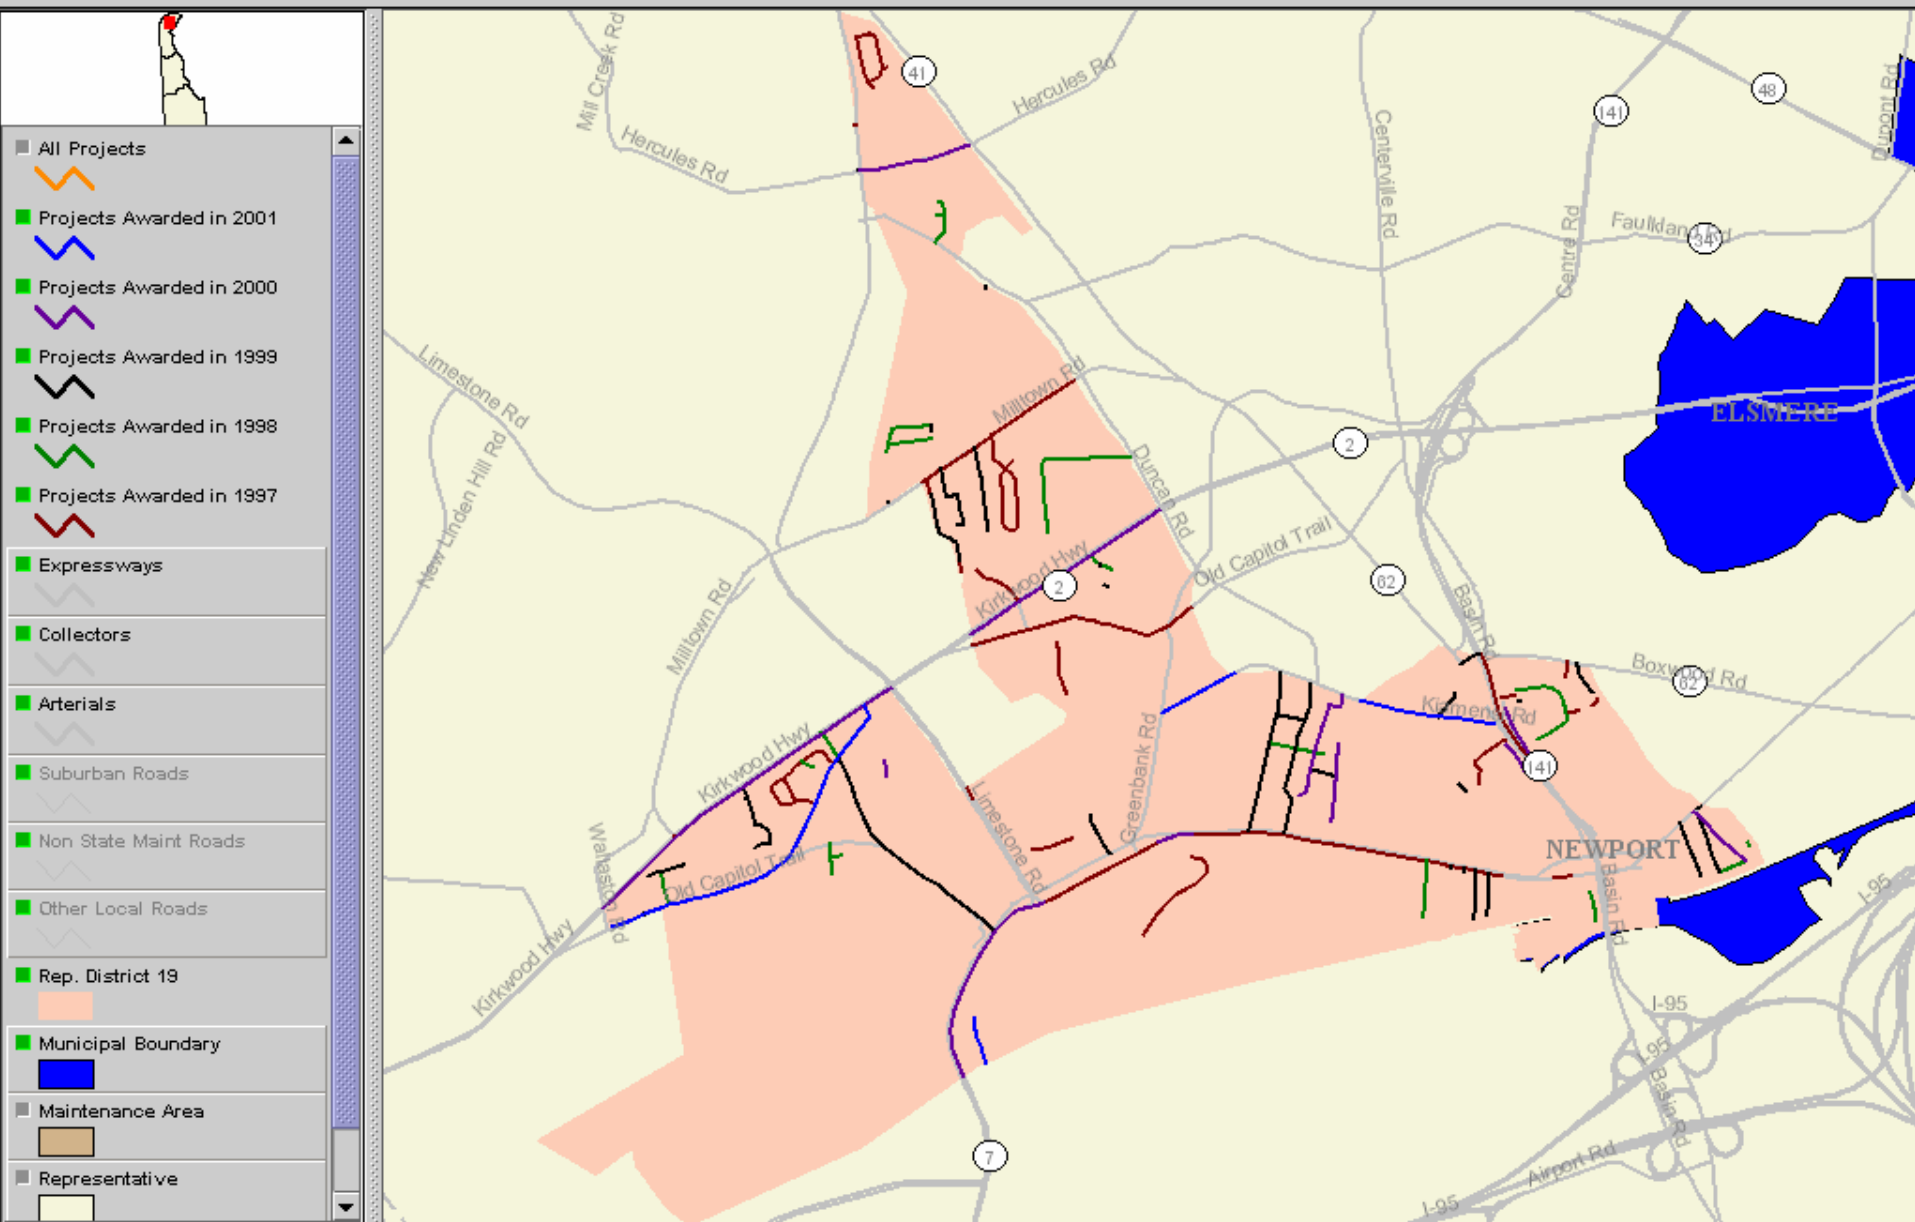 All Projects
Projects Awarded in 2001
Projects Awarded in 2000
Projects Awarded in 1999
Projects Awarded in 1998
Projects Awarded in 1997
Expressways
Collectors
Arterials
Suburban Roads
Non State Maint Roads
Other Local Roads
Rep. District 19
Municipal Boundary
Maintenance Area
Representative
Mill Creek Rd
41
Hercules Rd
Hercules Rd
Centerville Rd
141
48
Dupont Rd
Centre Rd
Faulkland Rd
34
Limestone Rd
New Linden Hill Rd
Milltown Rd
2
ELSMERE
Duncan Rd
Kirkwood Hwy
2
Old Capitol Trail
62
Basin Rd
Milltown Rd
Boxwood Rd
62
Kiamensi Rd
Kirkwood Hwy
Greenbank Rd
141
Limestone Rd
NEWPORT
Wallaston Rd
Old Capitol Trail
Basin Rd
I-95
Kirkwood Hwy
I-95
I-95
Basin Rd
7
Airport Rd
I-95